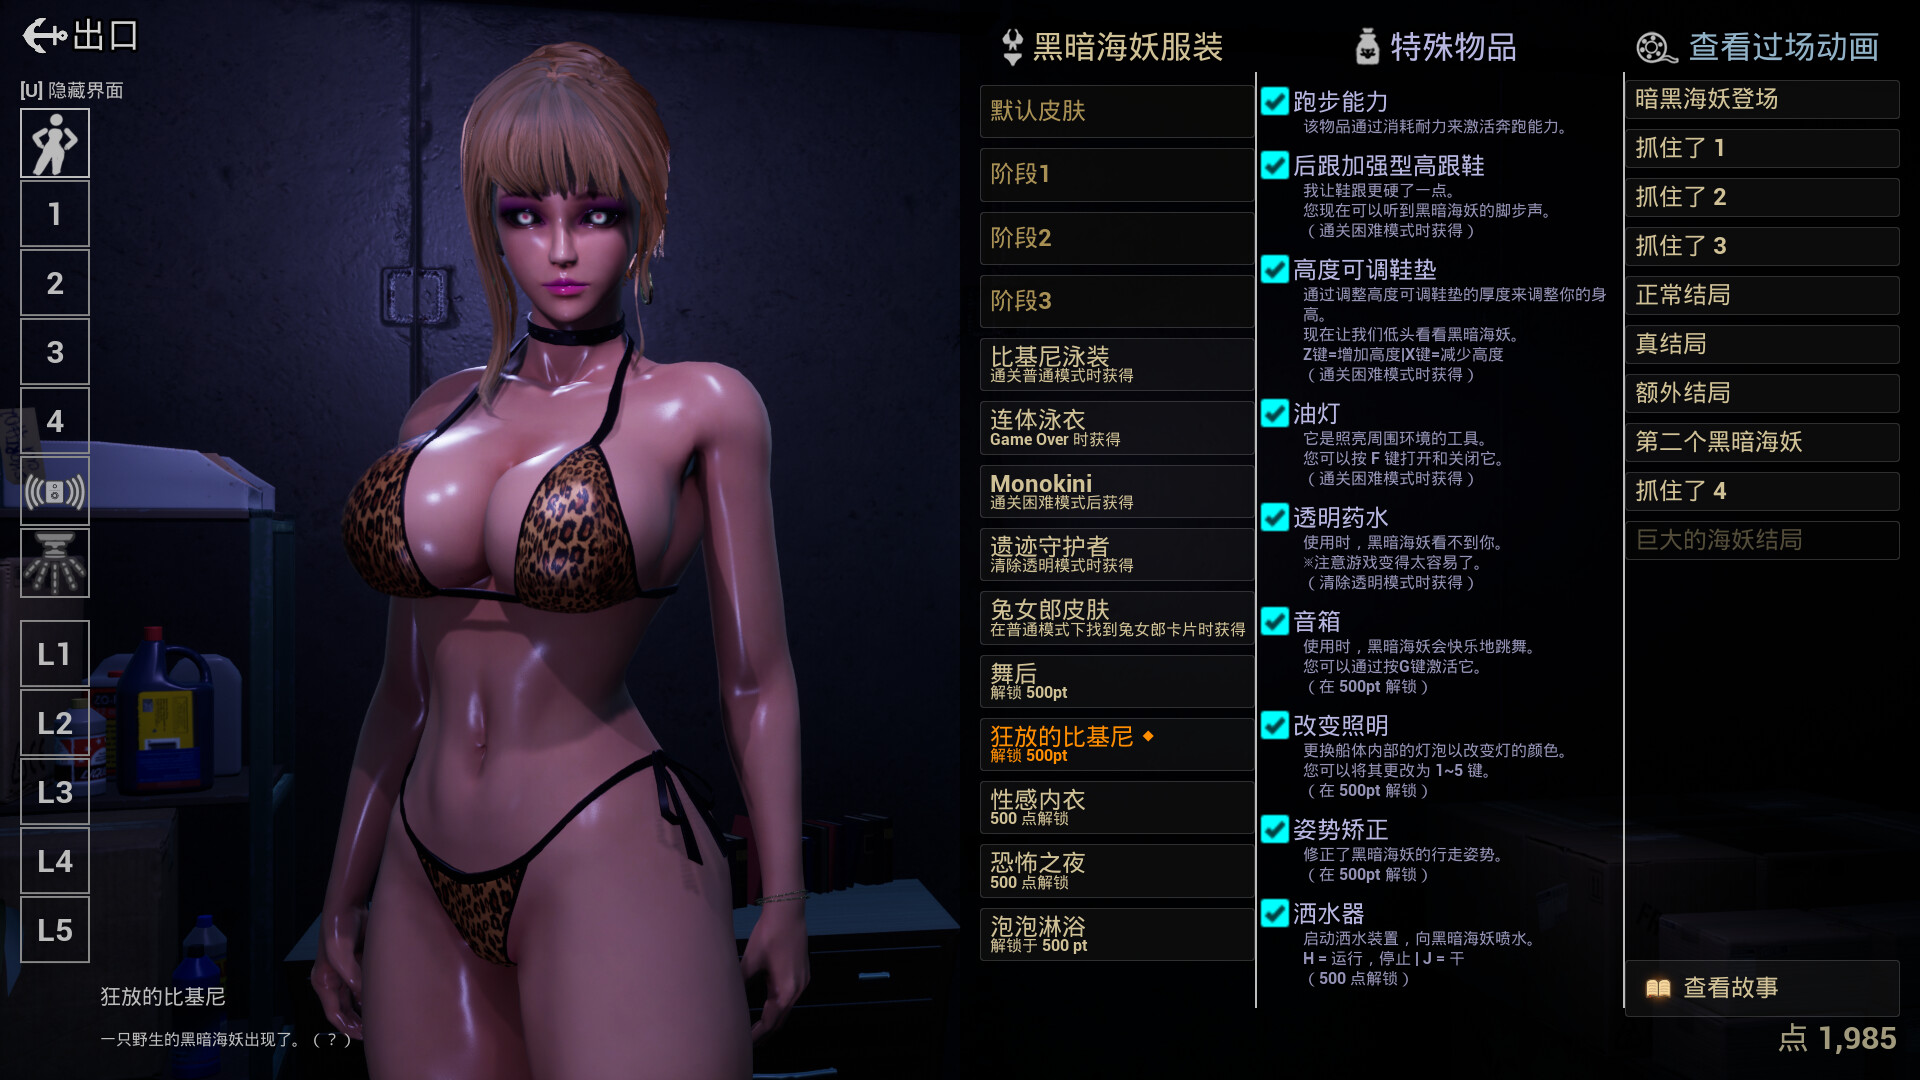 出口
[U] 隐藏界面
1
2
3
4
L1
L2
L3
L4
L5
狂放的比基尼
一只野生的黑暗海妖出现了。（？）
黑暗海妖服装
默认皮肤
阶段1
阶段2
阶段3
比基尼泳装
通关普通模式时获得
连体泳衣
Game Over 时获得
Monokini
通关困难模式后获得
遗迹守护者
清除透明模式时获得
兔女郎皮肤
在普通模式下找到兔女郎卡片时获得
舞后
解锁 500pt
狂放的比基尼
解锁 500pt
性感内衣
500 点解锁
恐怖之夜
500 点解锁
泡泡淋浴
解锁于 500 pt
特殊物品
跑步能力
该物品通过消耗耐力来激活奔跑能力。
后跟加强型高跟鞋
我让鞋跟更硬了一点。
您现在可以听到黑暗海妖的脚步声。
（通关困难模式时获得）
高度可调鞋垫
通过调整高度可调鞋垫的厚度来调整你的身
高。
现在让我们低头看看黑暗海妖。
Z键=增加高度|X键=减少高度
（通关困难模式时获得）
油灯
它是照亮周围环境的工具。
您可以按 F 键打开和关闭它。
（通关困难模式时获得）
透明药水
使用时，黑暗海妖看不到你。
※注意游戏变得太容易了。
（清除透明模式时获得）
音箱
使用时，黑暗海妖会快乐地跳舞。
您可以通过按G键激活它。
（在 500pt 解锁）
改变照明
更换船体内部的灯泡以改变灯的颜色。
您可以将其更改为 1~5 键。
（在 500pt 解锁）
姿势矫正
修正了黑暗海妖的行走姿势。
（在 500pt 解锁）
洒水器
启动洒水装置，向黑暗海妖喷水。
H = 运行，停止 | J = 干
（500 点解锁）
查看过场动画
暗黑海妖登场
抓住了 1
抓住了 2
抓住了 3
正常结局
真结局
额外结局
第二个黑暗海妖
抓住了 4
巨大的海妖结局
查看故事
点 1,985